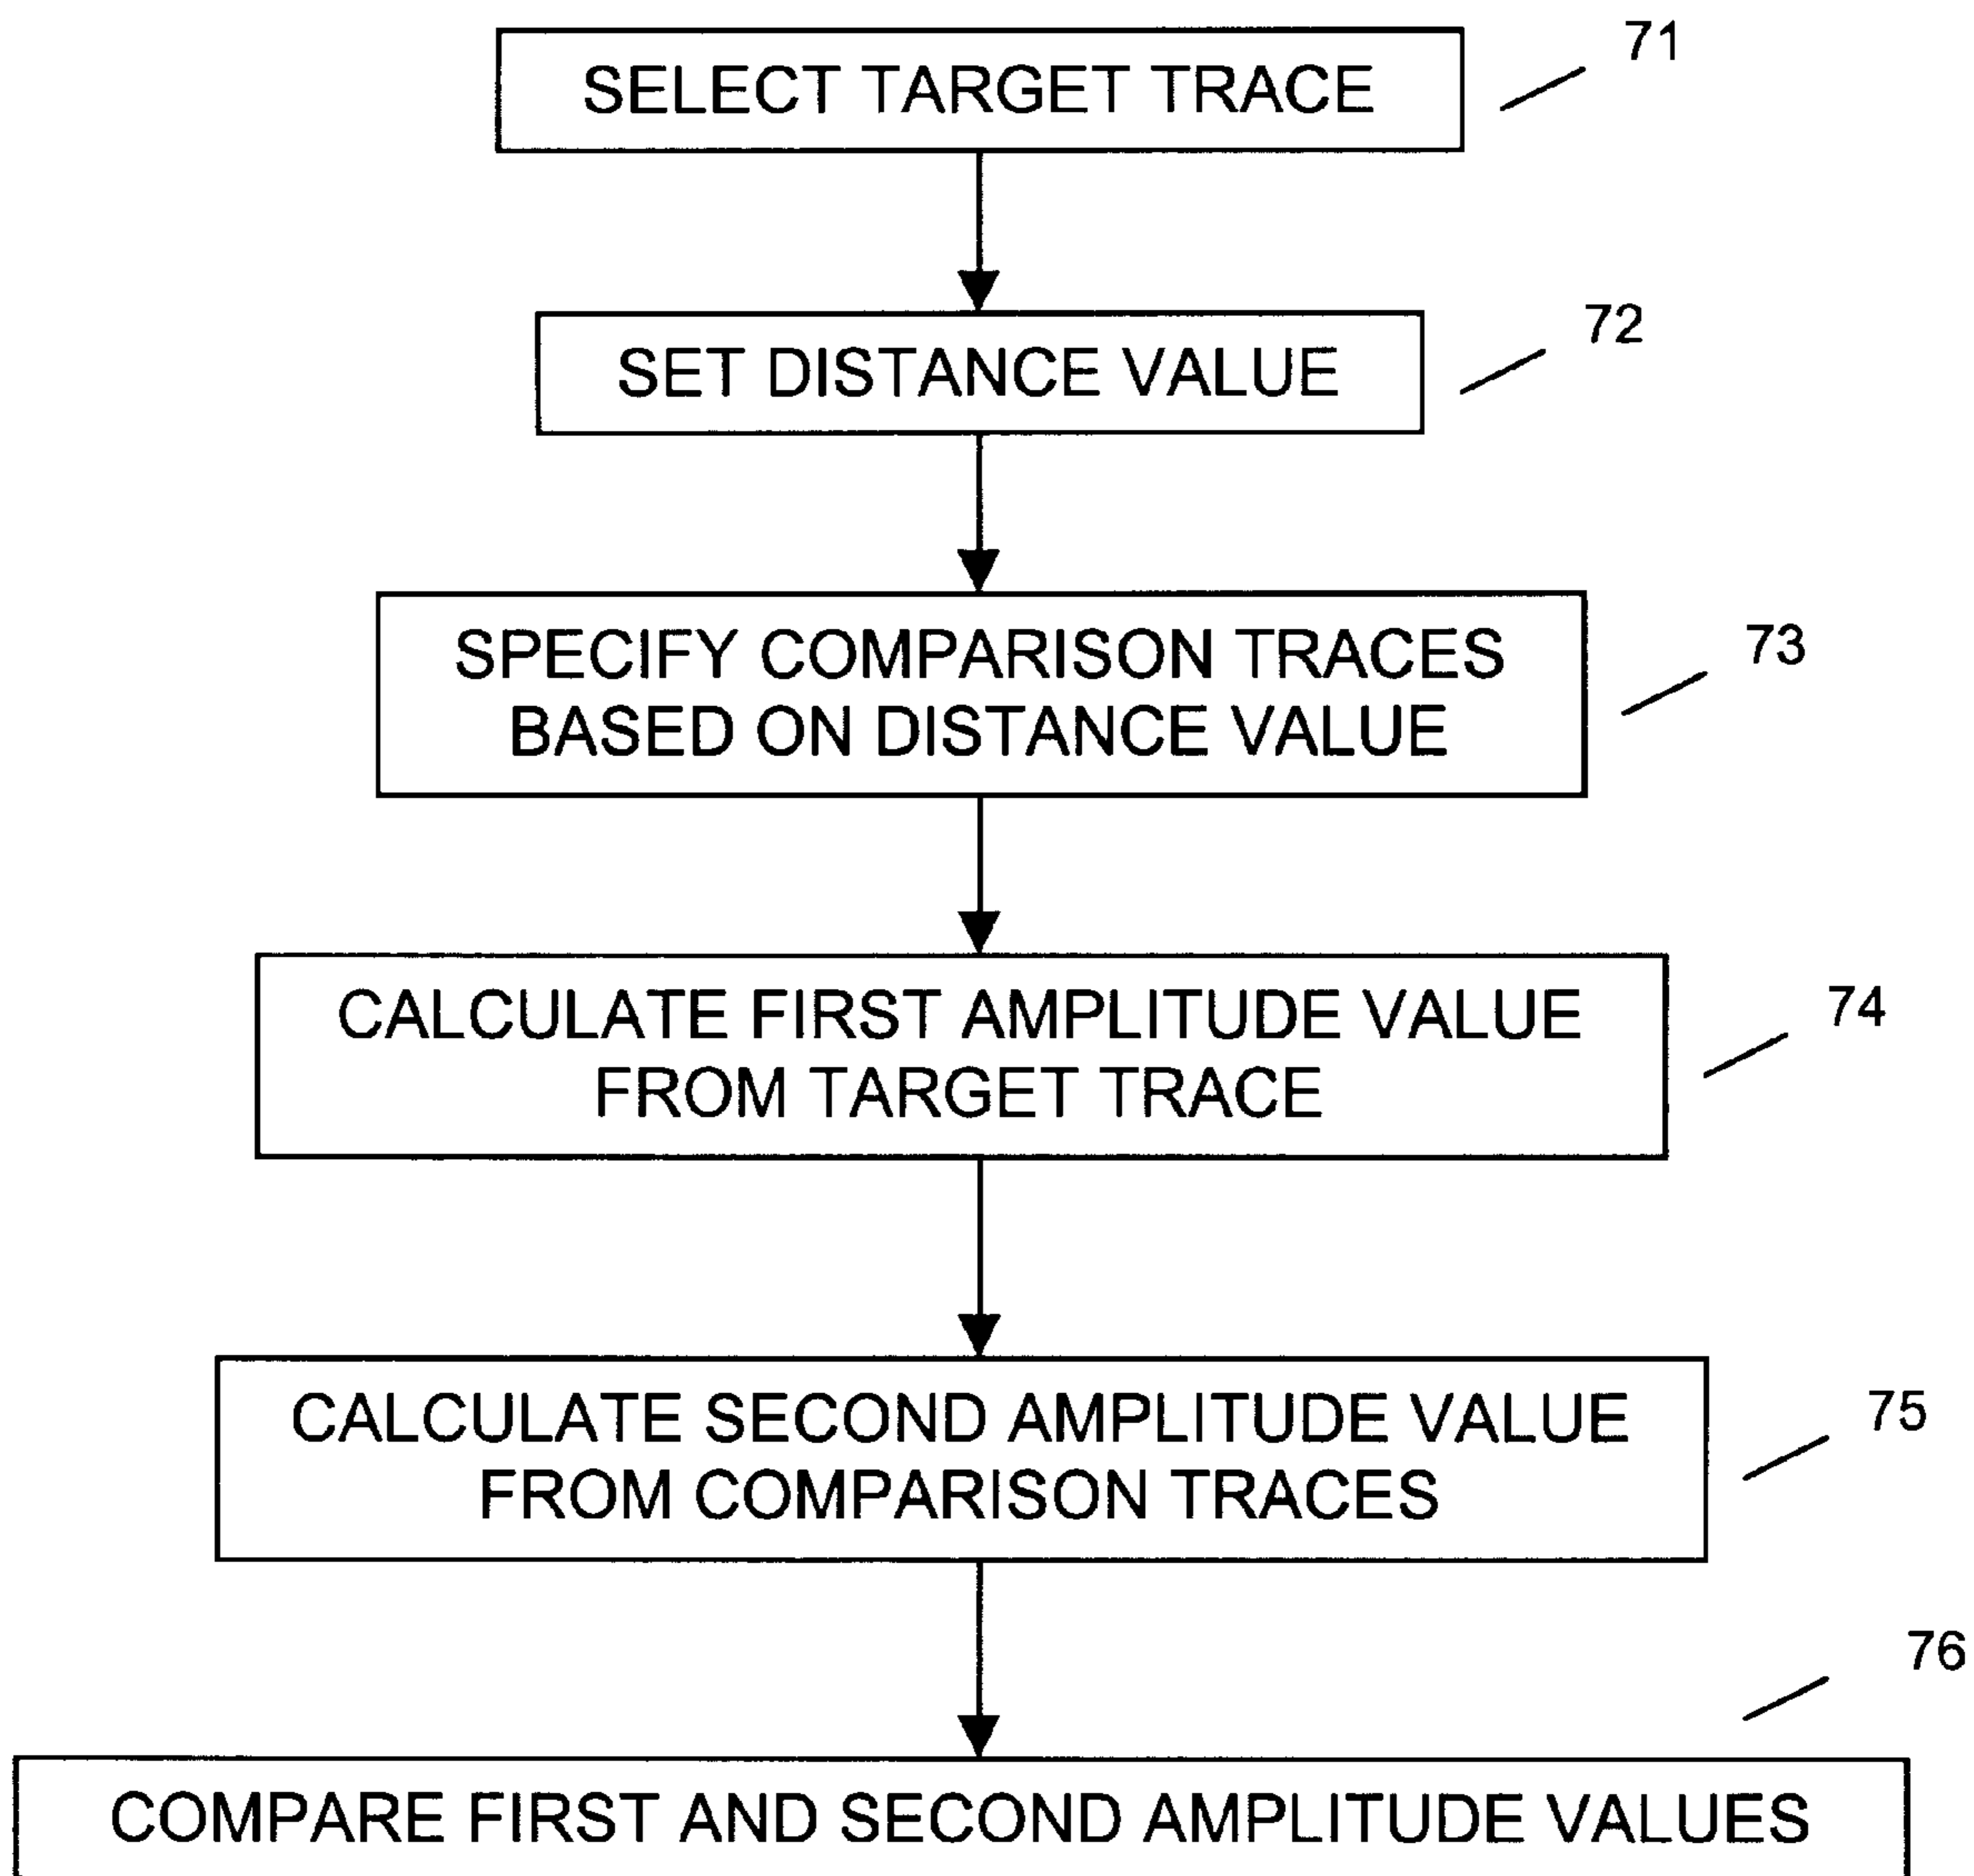 71
SELECT TARGET TRACE
72
SET DISTANCE VALUE
73
SPECIFY COMPARISON TRACES
BASED ON DISTANCE VALUE
74
CALCULATE FIRST AMPLITUDE VALUE
FROM TARGET TRACE
75
CALCULATE SECOND AMPLITUDE VALUE
FROM COMPARISON TRACES
76
COMPARE FIRST AND SECOND AMPLITUDE VALUES